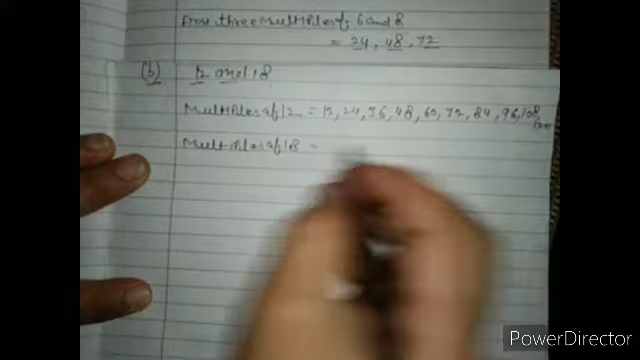 First three multiples of 6 and 8
= 24, 48, 72
(b) 12 and 18
Multiples of 12 = 12, 24, 36, 48, 60, 72, 84, 96, 108,
120
Multiples of 18 =
PowerDirector